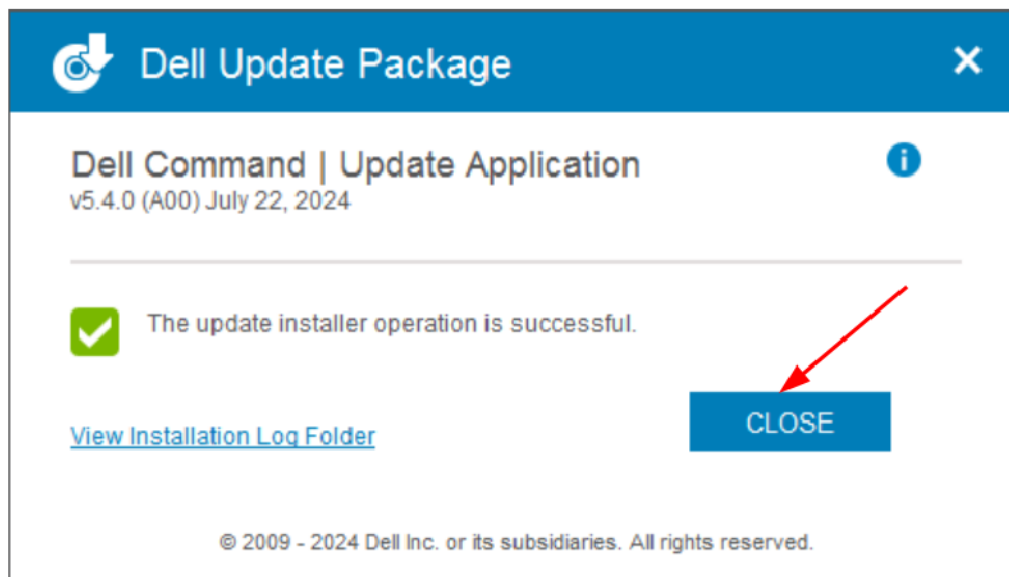 Dell Update Package
Dell Command | Update Application
v5.4.0 (A00) July 22, 2024
The update installer operation is successful.
CLOSE
View Installation Log Folder
© 2009 - 2024 Dell Inc. or its subsidiaries. All rights reserved.